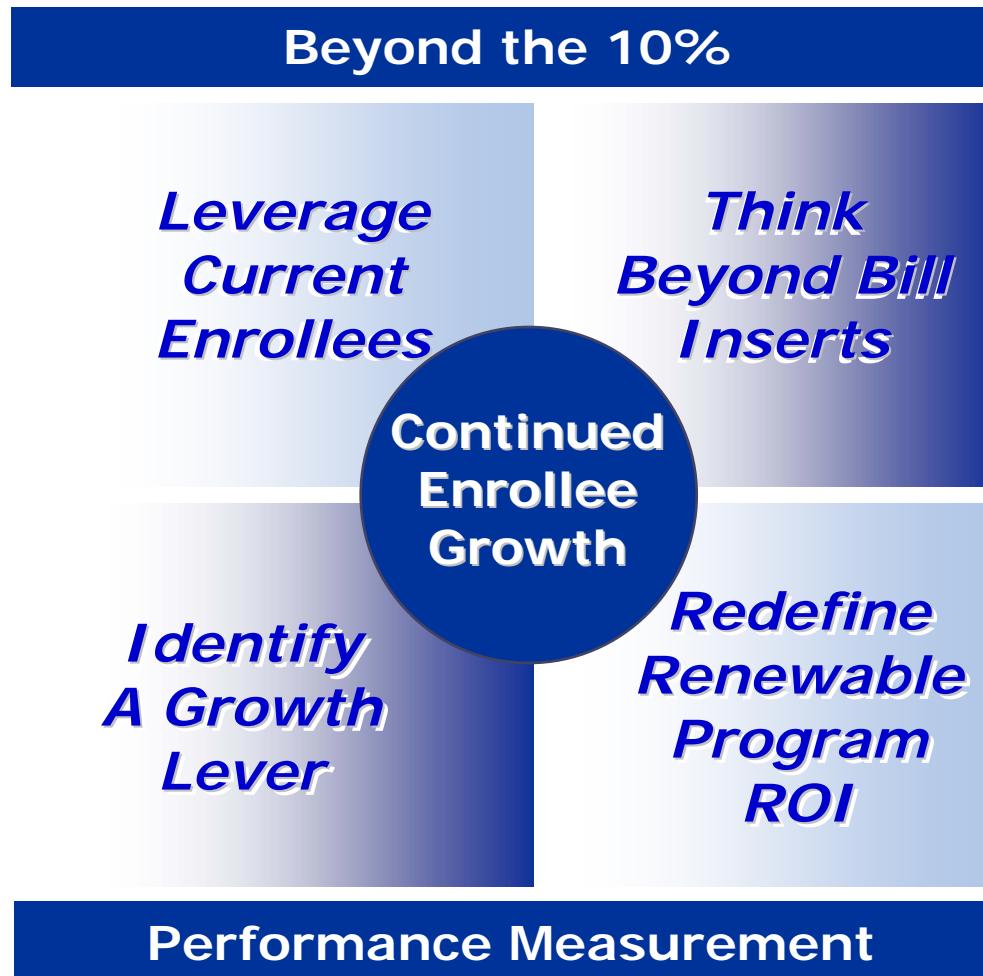 Beyond the 10%
Leverage
Current
Enrollees
Think
Beyond Bill
Inserts
Continued
Enrollee
Growth
Identify
A Growth
Lever
Redefine
Renewable
Program
ROI
Performance Measurement